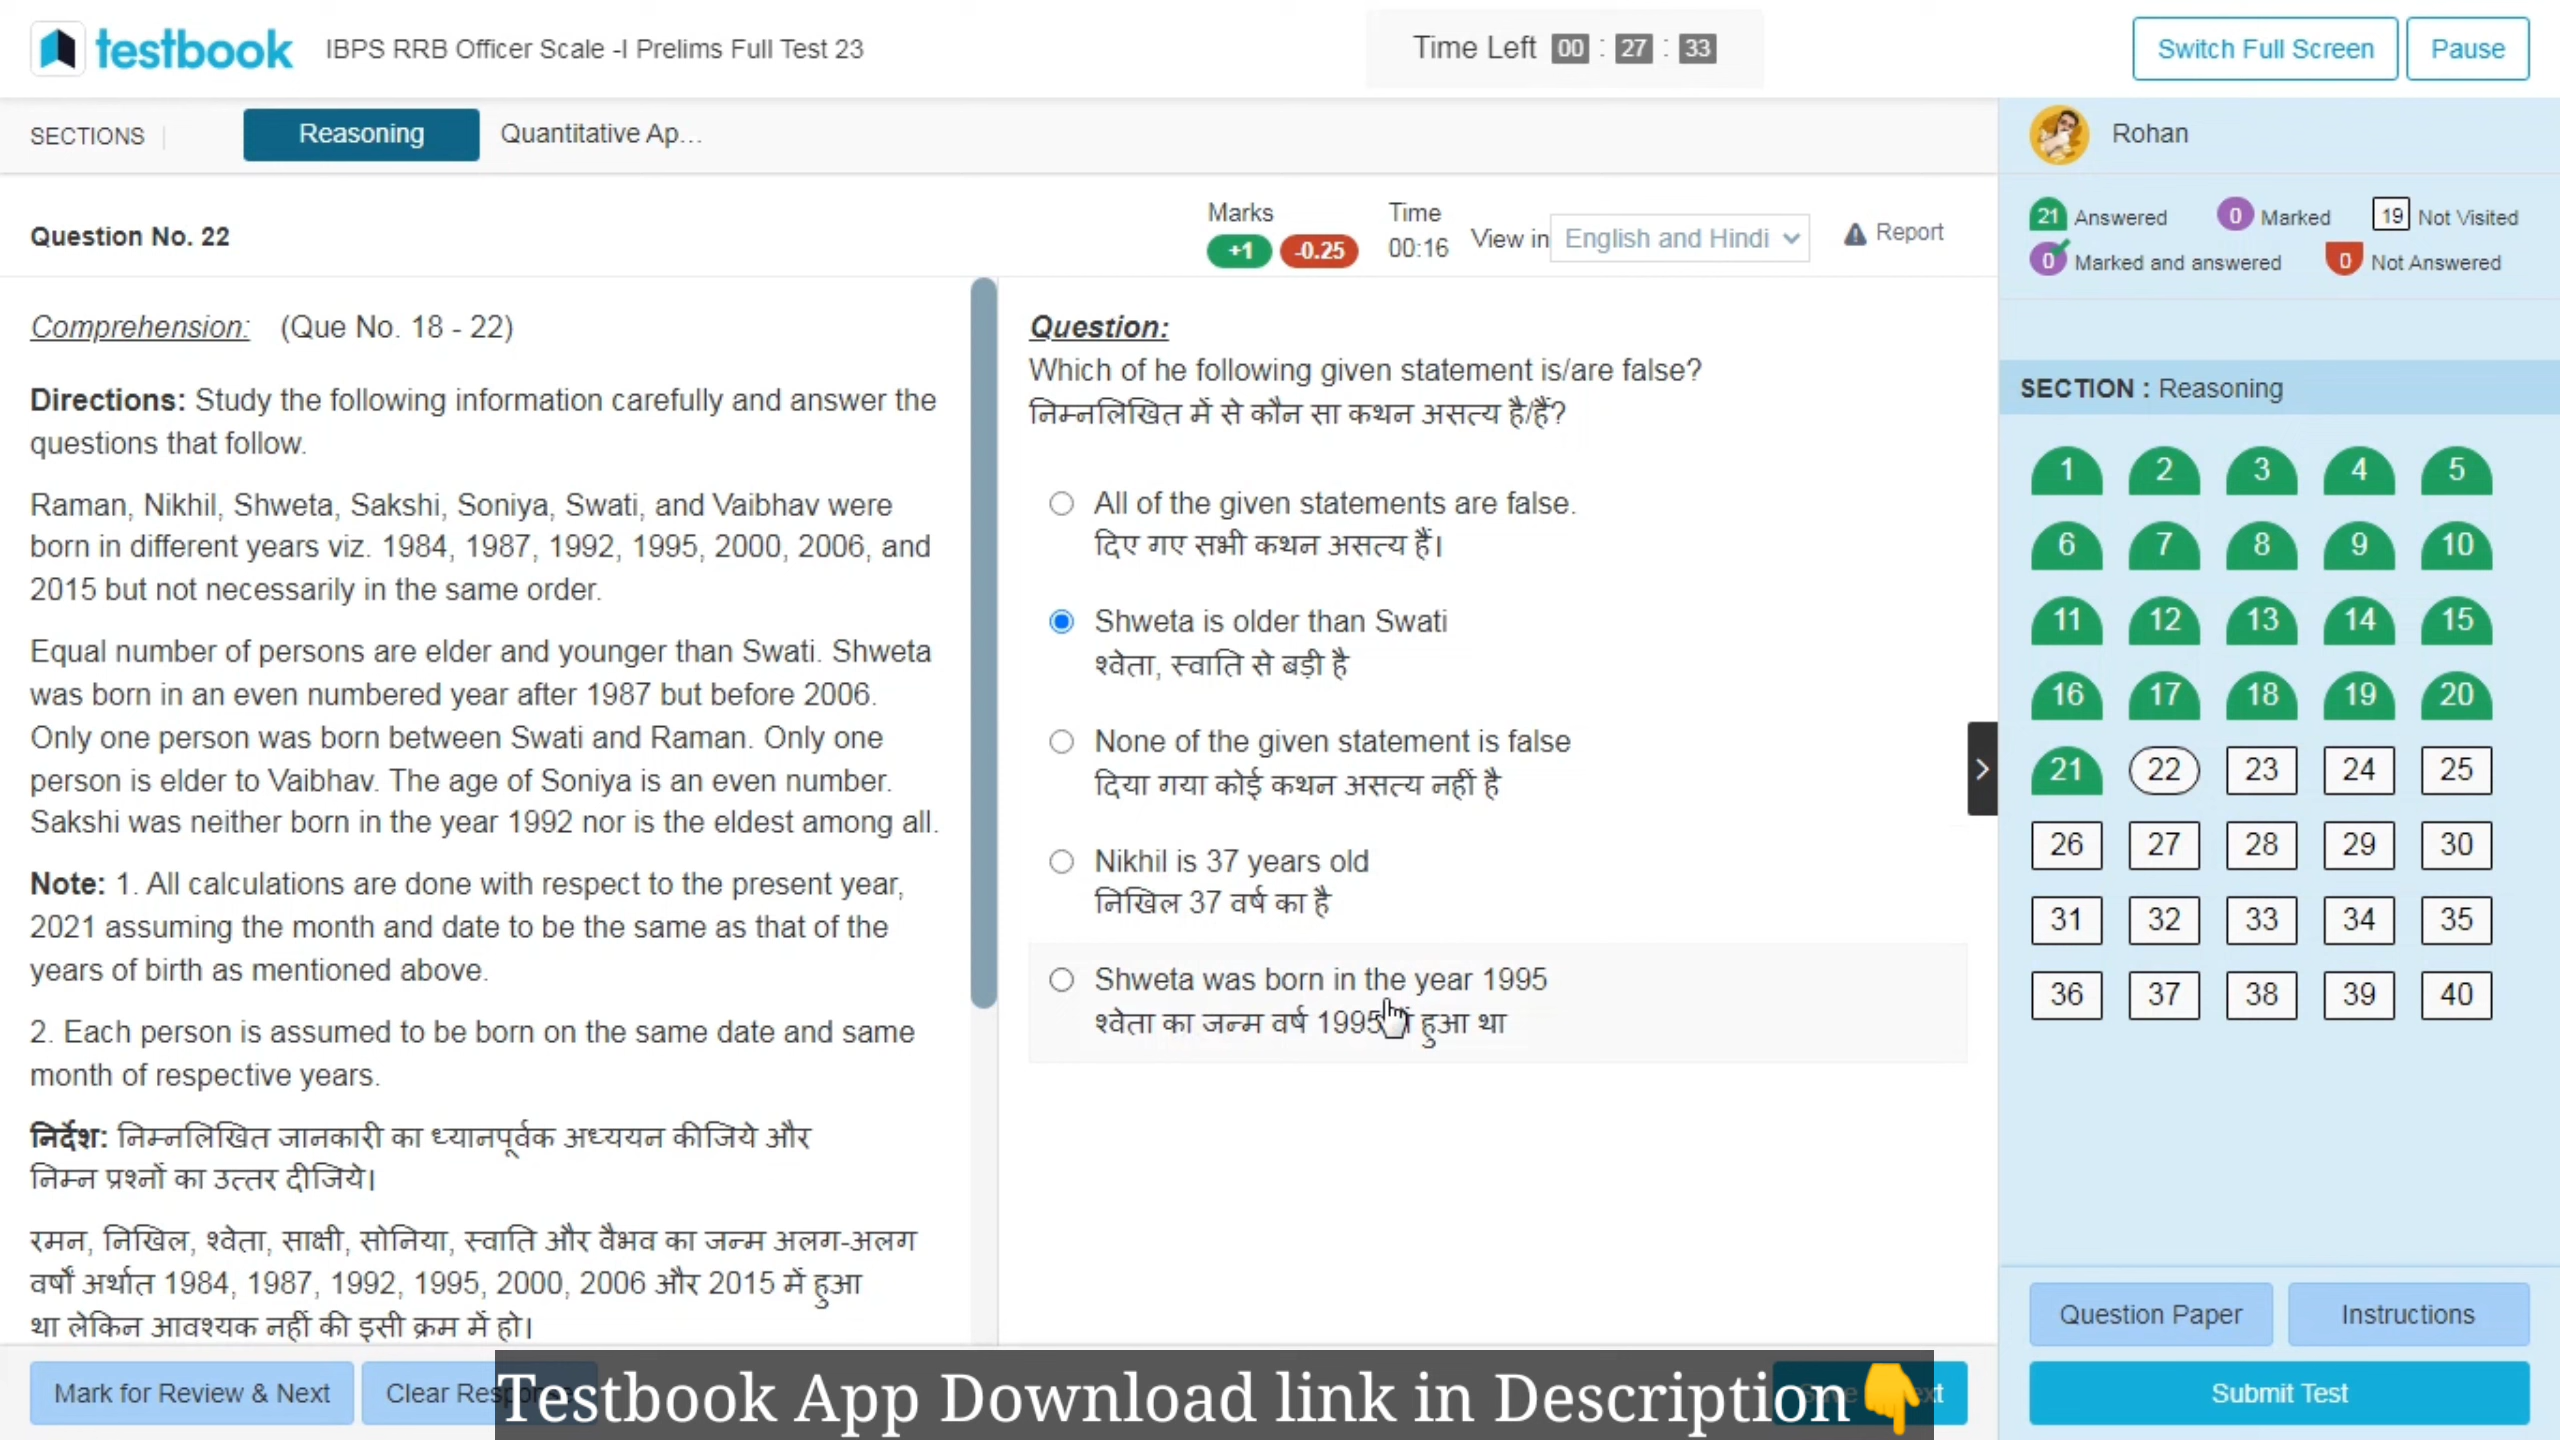 testbook IBPS RRB Officer Scale -I Prelims Full Test 23
Time Left 00 : 27 : 33
Switch Full Screen
Pause
SECTIONS
Reasoning
Quantitative Ap...
Rohan
21 Answered
0 Marked
19 Not Visited
0 Marked and answered
0 Not Answered
Question No. 22
Marks
+1 -0.25
Time
00:16
View in English and Hindi
Report
Comprehension: (Que No. 18 - 22)
Directions: Study the following information carefully and answer the
questions that follow.
Raman, Nikhil, Shweta, Sakshi, Soniya, Swati, and Vaibhav were
born in different years viz. 1984, 1987, 1992, 1995, 2000, 2006, and
2015 but not necessarily in the same order.
Equal number of persons are elder and younger than Swati. Shweta
was born in an even numbered year after 1987 but before 2006.
Only one person was born between Swati and Raman. Only one
person is elder to Vaibhav. The age of Soniya is an even number.
Sakshi was neither born in the year 1992 nor is the eldest among all.
Note: 1. All calculations are done with respect to the present year,
2021 assuming the month and date to be the same as that of the
years of birth as mentioned above.
2. Each person is assumed to be born on the same date and same
month of respective years.
निर्देश: निम्नलिखित जानकारी का ध्यानपूर्वक अध्ययन कीजिये और
निम्न प्रश्नों का उत्तर दीजिये।
रमन, निखिल, श्वेता, साक्षी, सोनिया, स्वाति और वैभव का जन्म अलग-अलग
वर्षों अर्थात 1984, 1987, 1992, 1995, 2000, 2006 और 2015 में हुआ
था लेकिन आवश्यक नहीं की इसी क्रम में हो।
Question:
Which of he following given statement is/are false?
निम्नलिखित में से कौन सा कथन असत्य है/हैं?
All of the given statements are false.
दिए गए सभी कथन असत्य हैं।
Shweta is older than Swati
श्वेता, स्वाति से बड़ी है
None of the given statement is false
दिया गया कोई कथन असत्य नहीं है
Nikhil is 37 years old
निखिल 37 वर्ष का है
Shweta was born in the year 1995
श्वेता का जन्म वर्ष 1995 हुआ था
SECTION : Reasoning
1 2 3 4 5
6 7 8 9 10
11 12 13 14 15
16 17 18 19 20
21 22 23 24 25
26 27 28 29 30
31 32 33 34 35
36 37 38 39 40
Question Paper
Instructions
Mark for Review & Next
Clear
Submit Test
Testbook App Download link in Description